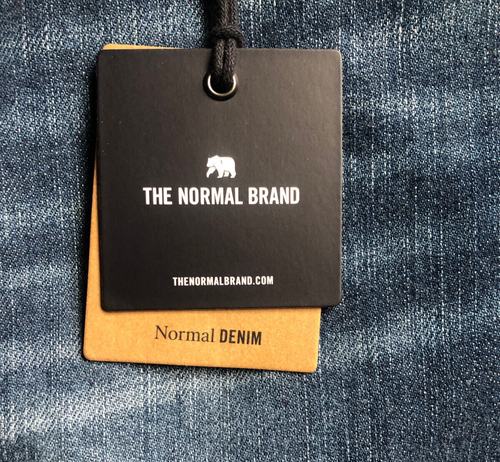 THE NORMAL BRAND
THENORMALBRAND.COM
Normal DENIM